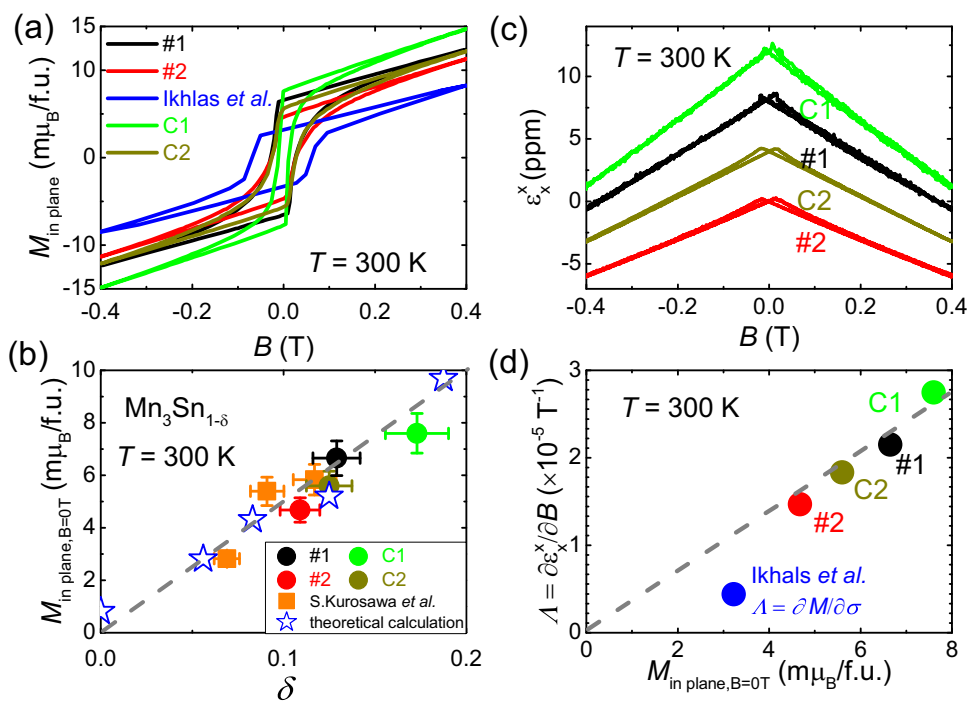 (a)
15
10
5
0
-5
-10
-15
M in plane (mμB/f.u.)
#1
#2
Ikhlas et al.
C1
C2
T = 300 K
-0.4 -0.2 0.0 0.2 0.4
B (T)
(c)
10
5
0
-5
εxx (ppm)
T = 300 K
C1
#1
C2
#2
-0.4 -0.2 0.0 0.2 0.4
B (T)
(b)
10
8
6
4
2
0
M in plane,B=0T (mμB/f.u.)
Mn3Sn1-δ
T = 300 K
#1 C1
#2 C2
S.Kurosawa et al.
theoretical calculation
0.0 0.1 0.2
δ
(d)
3
2
1
0
Λ = ∂εxx/∂B (×10-5 T-1)
T = 300 K
C1
#1
C2
#2
Ikhals et al.
Λ = ∂M/∂σ
0 2 4 6 8
M in plane,B=0T (mμB/f.u.)